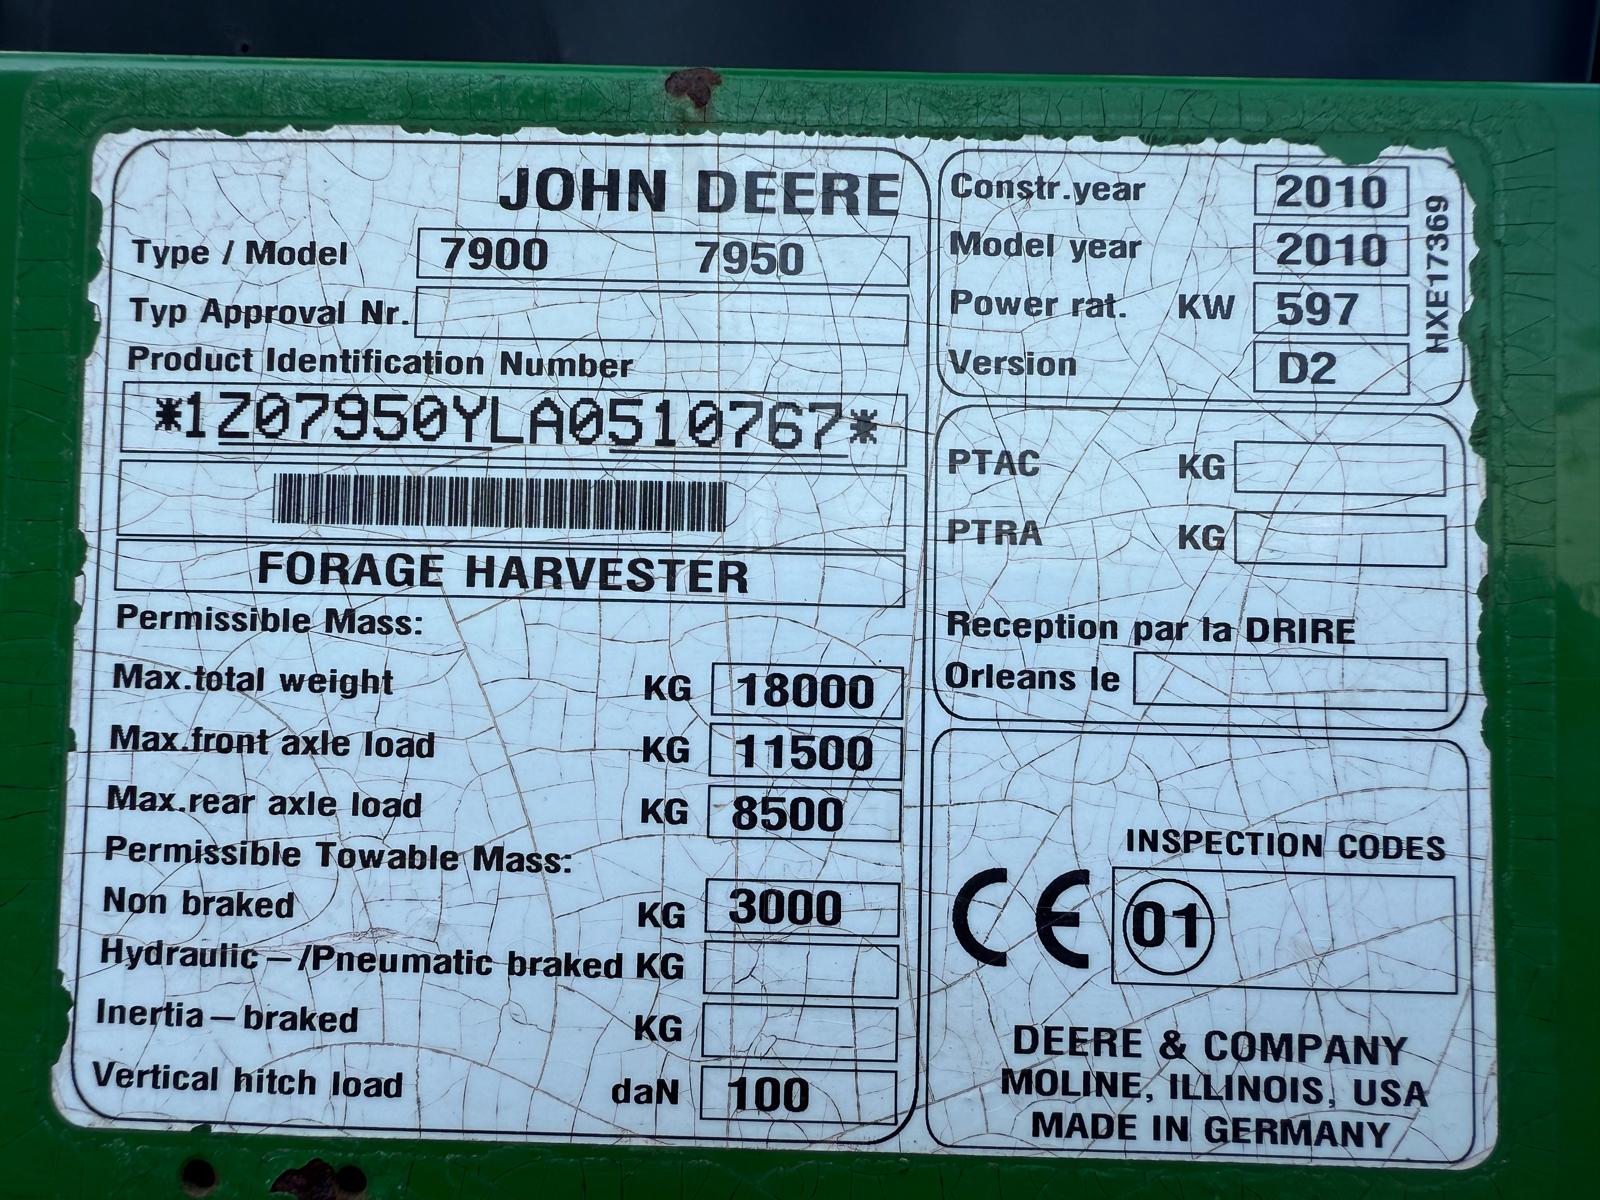 JOHN DEERE
Type / Model 7900 7950
Typ Approval Nr.
Product Identification Number
*1Z07950YLA0510767*
FORAGE HARVESTER
Permissible Mass:
Max.total weight KG 18000
Max.front axle load KG 11500
Max.rear axle load KG 8500
Permissible Towable Mass:
Non braked KG 3000
Hydraulic–/Pneumatic braked KG
Inertia–braked KG
Vertical hitch load daN 100
Constr.year 2010
Model year 2010
Power rat. KW 597
Version D2
HXE17369
PTAC KG
PTRA KG
Reception par la DRIRE
Orleans le
INSPECTION CODES
CE 01
DEERE & COMPANY
MOLINE, ILLINOIS, USA
MADE IN GERMANY